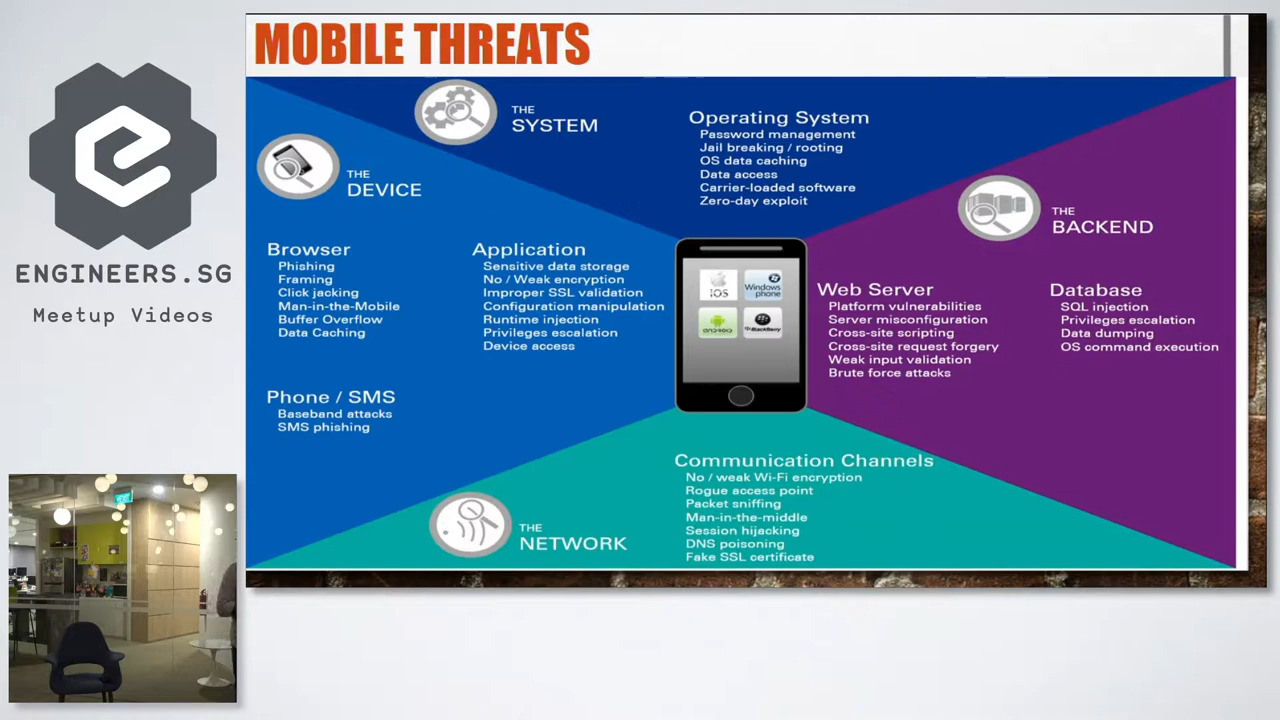 MOBILE THREATS
THE
SYSTEM
Operating System
Password management
Jail breaking / rooting
OS data caching
Data access
Carrier-loaded software
Zero-day exploit
THE
DEVICE
Browser
Phishing
Framing
Click jacking
Man-in-the-Mobile
Buffer Overflow
Data Caching
Application
Sensitive data storage
No / Weak encryption
Improper SSL validation
Configuration manipulation
Runtime injection
Privileges escalation
Device access
Phone / SMS
Baseband attacks
SMS phishing
iOS
Windows
phone
ANDROID
BlackBerry
THE
BACKEND
Web Server
Platform vulnerabilities
Server misconfiguration
Cross-site scripting
Cross-site request forgery
Weak input validation
Brute force attacks
Database
SQL injection
Privileges escalation
Data dumping
OS command execution
Communication Channels
No / weak Wi-Fi encryption
Rogue access point
Packet sniffing
Man-in-the-middle
Session hijacking
DNS poisoning
Fake SSL certificate
THE
NETWORK
ENGINEERS.SG
Meetup Videos